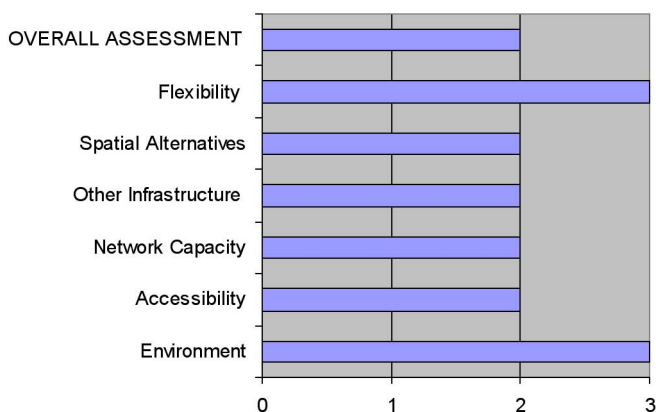 OVERALL ASSESSMENT
Flexibility
Spatial Alternatives
Other Infrastructure
Network Capacity
Accessibility
Environment
0 1 2 3